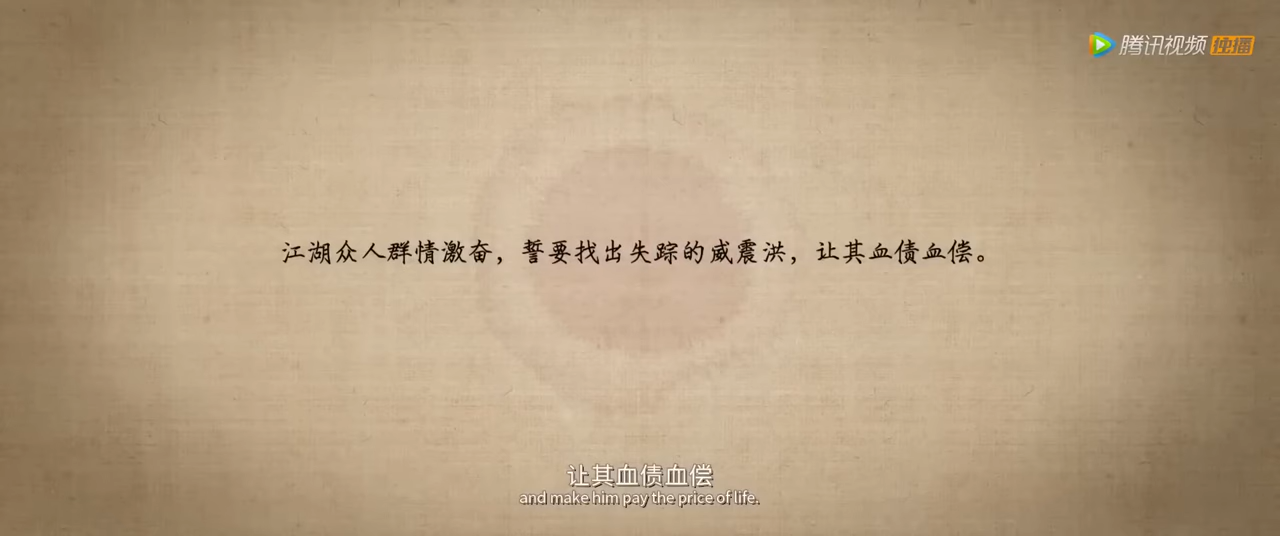 腾讯视频 独播
江湖众人群情激奋，誓要找出失踪的威震洪，让其血债血偿。
让其血债血偿
and make him pay the price of life.